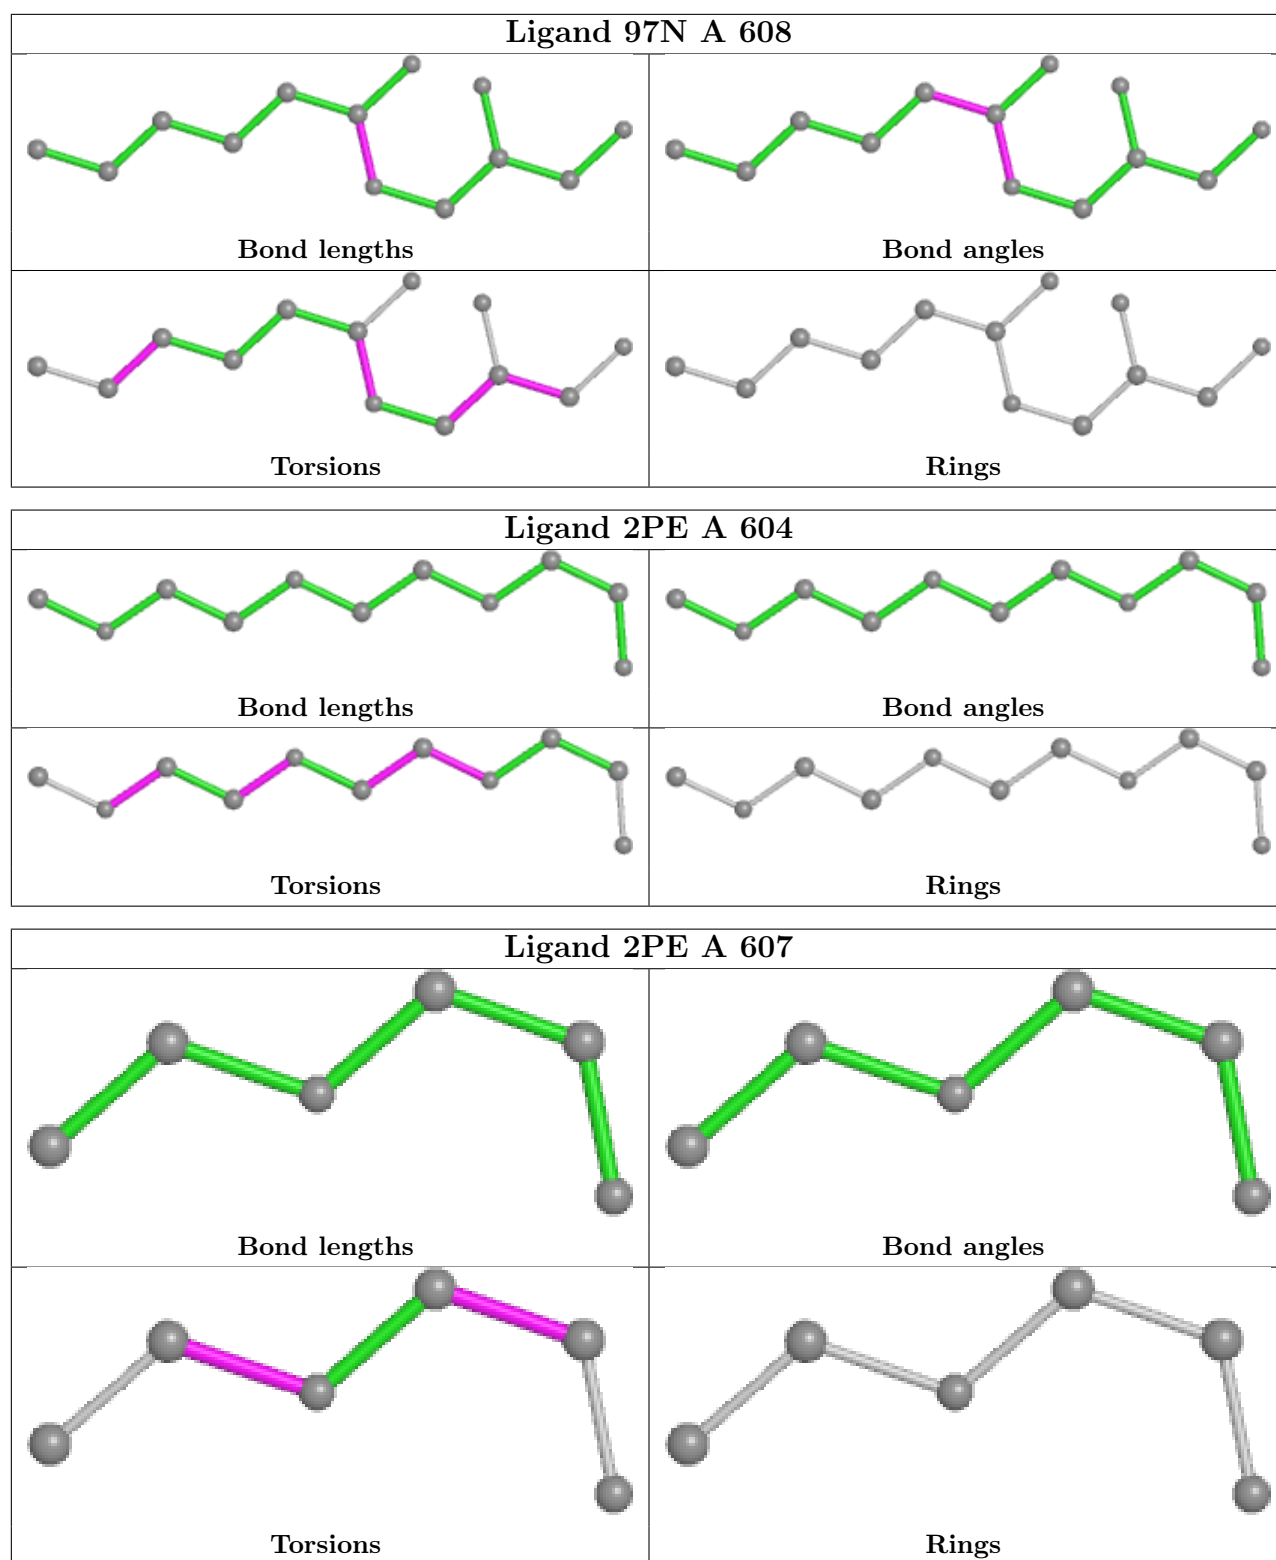 Ligand 97N A 608
Bond lengths
Bond angles
Torsions
Rings
Ligand 2PE A 604
Bond lengths
Bond angles
Torsions
Rings
Ligand 2PE A 607
Bond lengths
Bond angles
Torsions
Rings